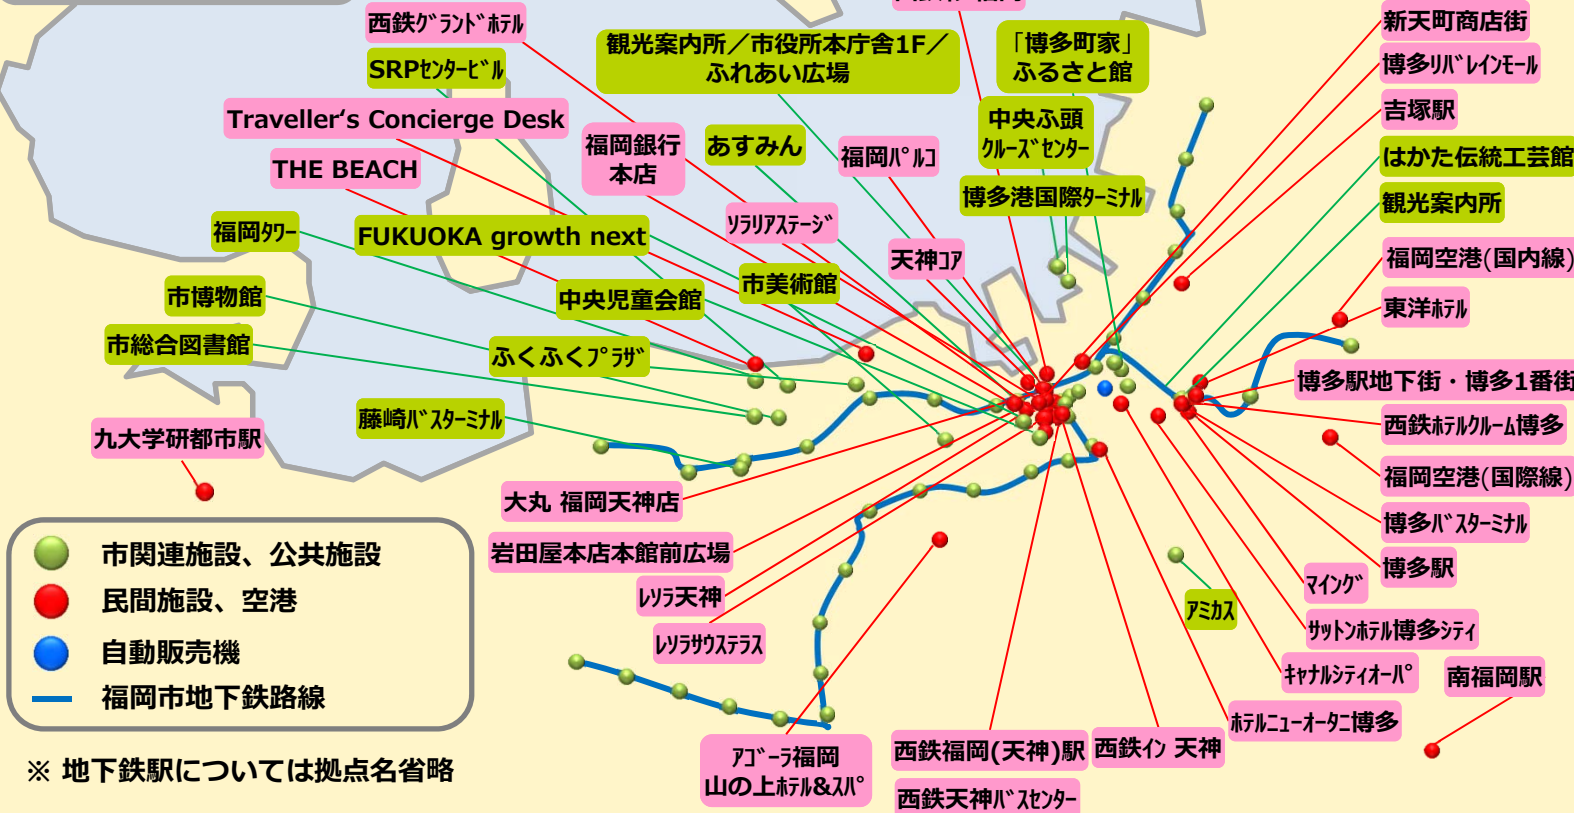 西鉄ｸﾞﾗﾝﾄﾞﾎﾃﾙ
SRPｾﾝﾀｰﾋﾞﾙ
Traveller‘s Concierge Desk
THE BEACH
福岡ﾀﾜｰ
FUKUOKA growth next
市博物館
市総合図書館
中央児童会館
ふくふくﾌﾟﾗｻﾞ
藤崎ﾊﾞｽﾀｰﾐﾅﾙ
九大学研都市駅
観光案内所／市役所本庁舎1F／
ふれあい広場
福岡銀行
本店
あすみん
福岡ﾊﾟﾙｺ
ｿﾗﾘｱｽﾃｰｼﾞ
天神ｺｱ
市美術館
「博多町家」
ふるさと館
中央ふ頭
ｸﾙｰｽﾞｾﾝﾀｰ
博多港国際ﾀｰﾐﾅﾙ
新天町商店街
博多ﾘﾊﾞﾚｲﾝﾓｰﾙ
吉塚駅
はかた伝統工芸館
観光案内所
福岡空港(国内線)
東洋ﾎﾃﾙ
博多駅地下街・博多1番街
西鉄ﾎﾃﾙｸﾙｰﾑ博多
福岡空港(国際線)
博多ﾊﾞｽﾀｰﾐﾅﾙ
博多駅
ﾏｲﾝｸﾞ
ｻｯﾄﾝﾎﾃﾙ博多ｼﾃｨ
ｷｬﾅﾙｼﾃｨｵｰﾊﾟ
南福岡駅
ﾎﾃﾙﾆｭｰｵｰﾀﾆ博多
ｱﾐｶｽ
大丸 福岡天神店
岩田屋本店本館前広場
ﾚｿﾗ天神
ﾚｿﾗｻｳｽﾃﾗｽ
ｱｺﾞｰﾗ福岡
山の上ﾎﾃﾙ&ｽﾊﾟ
西鉄福岡(天神)駅
西鉄ｲﾝ 天神
西鉄天神ﾊﾞｽｾﾝﾀｰ
市関連施設、公共施設
民間施設、空港
自動販売機
福岡市地下鉄路線
※ 地下鉄駅については拠点名省略